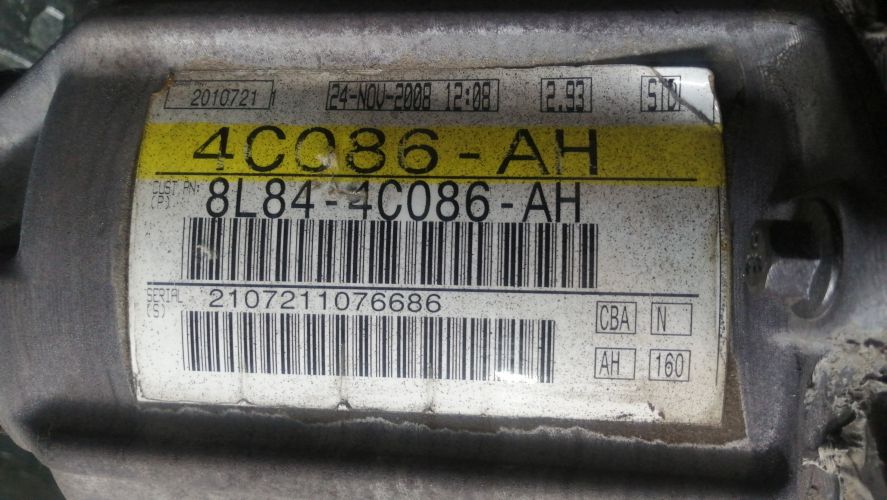 2010721 1 24-NOV-2008 12:08 2.93 STD
4C086-AH
CUST PN: (P) 8L84-4C086-AH
SERIAL (S) 2107211076686
CBA N
AH 160